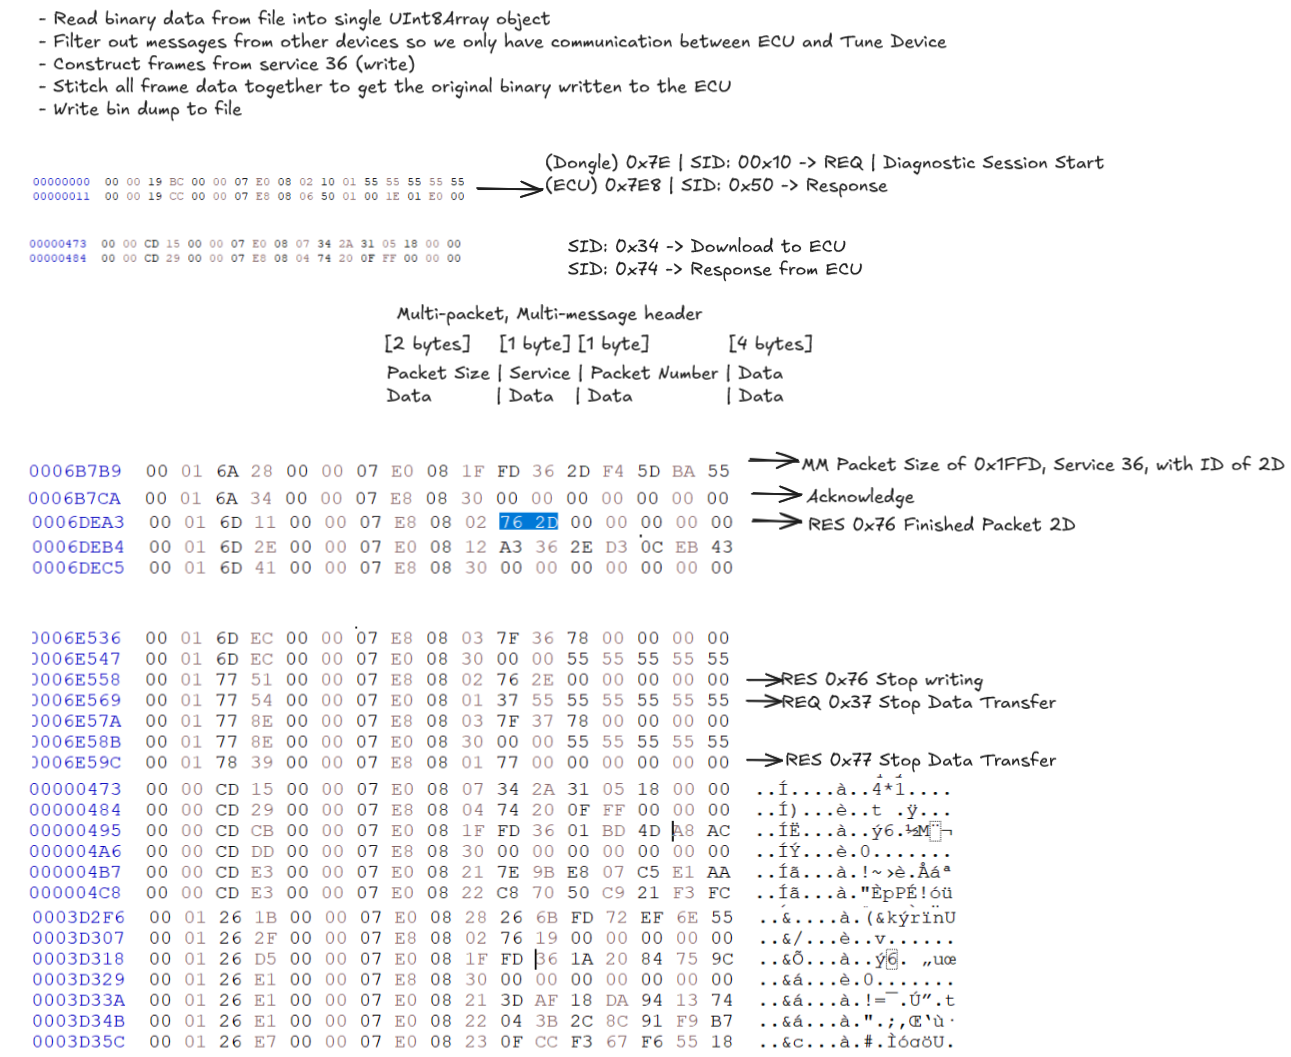 - Read binary data from file into single UInt8Array object
- Filter out messages from other devices so we only have communication between ECU and Tune Device
- Construct frames from service 36 (write)
- Stitch all frame data together to get the original binary written to the ECU
- Write bin dump to file
(Dongle) 0x7E | SID: 00x10 -> REQ | Diagnostic Session Start
00000000 00 00 19 BC 00 00 07 E0 08 02 10 01 55 55 55 55 55
(ECU) 0x7E8 | SID: 0x50 -> Response
00000011 00 00 19 CC 00 00 07 E8 08 06 50 01 00 1E 01 E0 00
00000473 00 00 CD 15 00 00 07 E0 08 07 34 2A 31 05 18 00 00
SID: 0x34 -> Download to ECU
00000484 00 00 CD 29 00 00 07 E8 08 04 74 20 0F FF 00 00 00
SID: 0x74 -> Response from ECU
Multi-packet, Multi-message header
[2 bytes] [1 byte] [1 byte] [4 bytes]
Packet Size | Service | Packet Number | Data
Data | Data | Data | Data
0006B7B9 00 01 6A 28 00 00 07 E0 08 1F FD 36 2D F4 5D BA 55
MM Packet Size of 0x1FFD, Service 36, with ID of 2D
0006B7CA 00 01 6A 34 00 00 07 E8 08 30 00 00 00 00 00 00 00
Acknowledge
0006DEA3 00 01 6D 11 00 00 07 E8 08 02 76 2D 00 00 00 00 00
RES 0x76 Finished Packet 2D
0006DEB4 00 01 6D 2E 00 00 07 E0 08 12 A3 36 2E D3 0C EB 43
0006DEC5 00 01 6D 41 00 00 07 E8 08 30 00 00 00 00 00 00 00
0006E536 00 01 6D EC 00 00 07 E8 08 03 7F 36 78 00 00 00 00
0006E547 00 01 6D EC 00 00 07 E0 08 30 00 00 55 55 55 55 55
0006E558 00 01 77 51 00 00 07 E8 08 02 76 2E 00 00 00 00 00
RES 0x76 Stop writing
0006E569 00 01 77 54 00 00 07 E0 08 01 37 55 55 55 55 55 55
REQ 0x37 Stop Data Transfer
0006E57A 00 01 77 8E 00 00 07 E8 08 03 7F 37 78 00 00 00 00
0006E58B 00 01 77 8E 00 00 07 E0 08 30 00 00 55 55 55 55 55
0006E59C 00 01 78 39 00 00 07 E8 08 01 77 00 00 00 00 00 00
RES 0x77 Stop Data Transfer
00000473 00 00 CD 15 00 00 07 E0 08 07 34 2A 31 05 18 00 00 ..Í....à..4*1....
00000484 00 00 CD 29 00 00 07 E8 08 04 74 20 0F FF 00 00 00 ..Í)...è..t .ÿ...
00000495 00 00 CD CB 00 00 07 E0 08 1F FD 36 01 BD 4D A8 AC ..ÍË...à..ý6.½M¨¬
000004A6 00 00 CD DD 00 00 07 E8 08 30 00 00 00 00 00 00 00 ..ÍÝ...è.0.......
000004B7 00 00 CD E3 00 00 07 E0 08 21 7E 9B E8 07 C5 E1 AA ..Íã...à.!~›è.Åáª
000004C8 00 00 CD E3 00 00 07 E0 08 22 C8 70 50 C9 21 F3 FC ..Íã...à."ÈpPÉ!óü
0003D2F6 00 01 26 1B 00 00 07 E0 08 28 26 6B FD 72 EF 6E 55 ..&....à.(&kýrïnU
0003D307 00 01 26 2F 00 00 07 E8 08 02 76 19 00 00 00 00 00 ..&/...è..v......
0003D318 00 01 26 D5 00 00 07 E0 08 1F FD 36 1A 20 84 75 9C ..&Õ...à..ý6. „uœ
0003D329 00 01 26 E1 00 00 07 E8 08 30 00 00 00 00 00 00 00 ..&á...è.0.......
0003D33A 00 01 26 E1 00 00 07 E0 08 21 3D AF 18 DA 94 13 74 ..&á...à.!=¯.Ú”.t
0003D34B 00 01 26 E1 00 00 07 E0 08 22 04 3B 2C 8C 91 F9 B7 ..&á...à.".;,Œ‘ù·
0003D35C 00 01 26 E7 00 00 07 E0 08 23 0F CC F3 67 F6 55 18 ..&ç...à.#.ÌógöU.